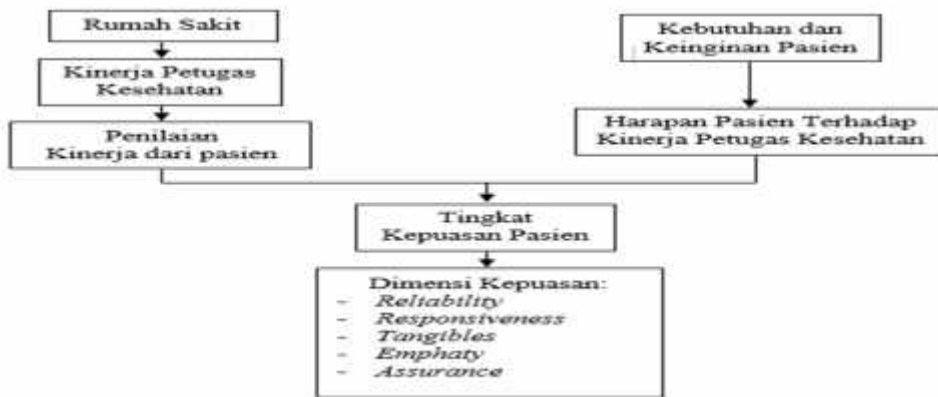 Rumah Sakit
Kinerja Petugas
Kesehatan
Penilaian
Kinerja dari pasien
Kebutuhan dan
Keinginan Pasien
Harapan Pasien Terhadap
Kinerja Petugas Kesehatan
Tingkat
Kepuasan Pasien
Dimensi Kepuasan:
- Reliability
- Responsiveness
- Tangibles
- Emphaty
- Assurance